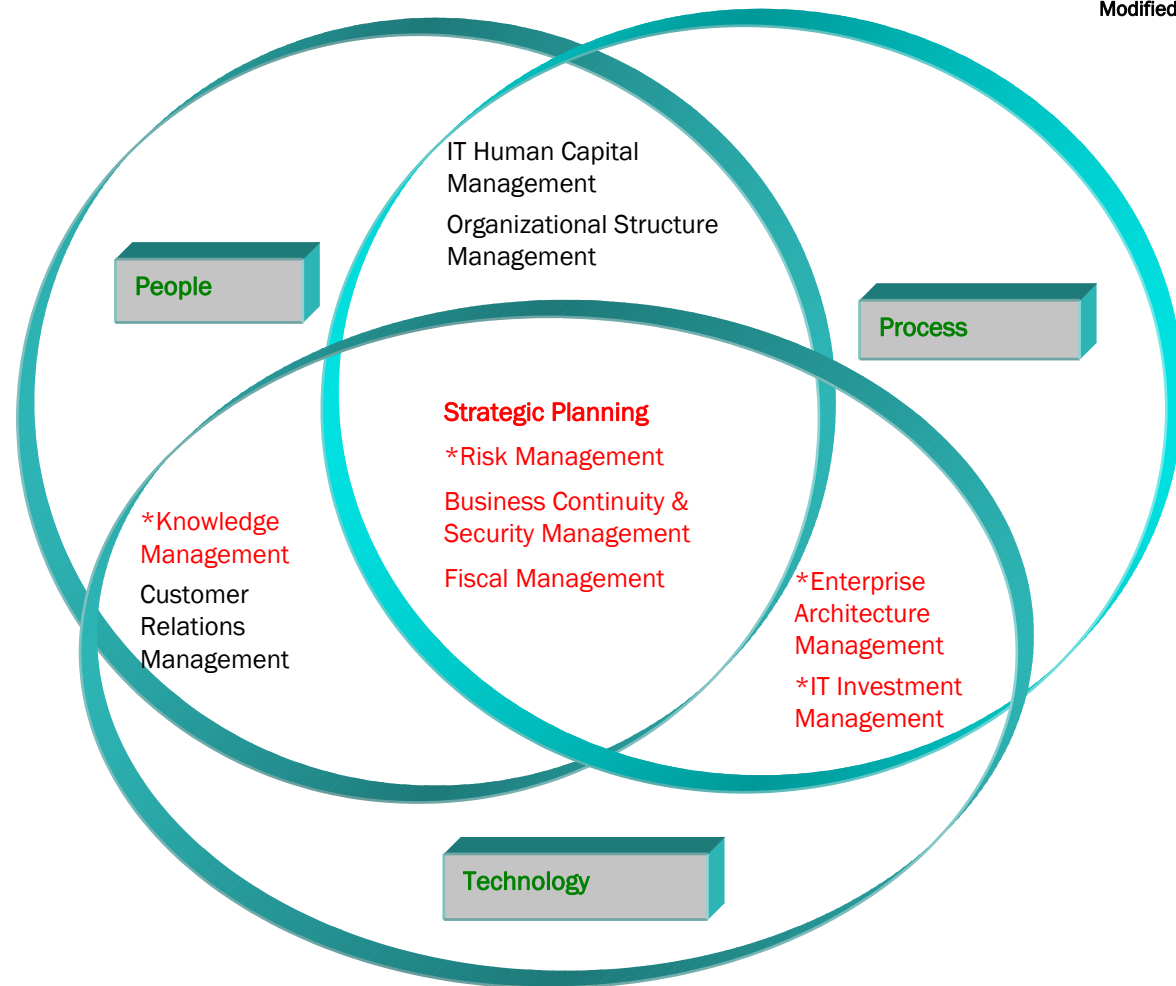 Modified
IT Human Capital
Management
Organizational Structure
Management
People
Process
Strategic Planning
*Risk Management
Business Continuity &
Security Management
Fiscal Management
*Knowledge
Management
Customer
Relations
Management
*Enterprise
Architecture
Management
*IT Investment
Management
Technology